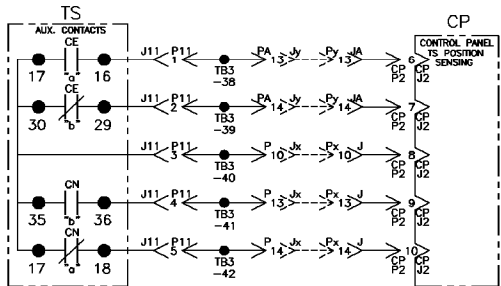 TS CP
AUX. CONTACTS
CONTROL PANEL
TS POSITION
SENSING
CE J11 P11 PA Jy Py JA
17 "a" 16 1 TB3 -38 13 13 6 CP P2 CP J2
CE J11 P11 PA Jy Py JA
30 "b" 29 2 TB3 -39 14 14 7 CP P2 CP J2
J11 P11 P Jx Px J
3 TB3 -40 10 10 8 CP P2 CP J2
CN J11 P11 P Jx Px J
35 "b" 36 4 TB3 -41 13 13 9 CP P2 CP J2
CN J11 P11 P Jx Px J
17 "a" 18 5 TB3 -42 14 14 10 CP P2 CP J2